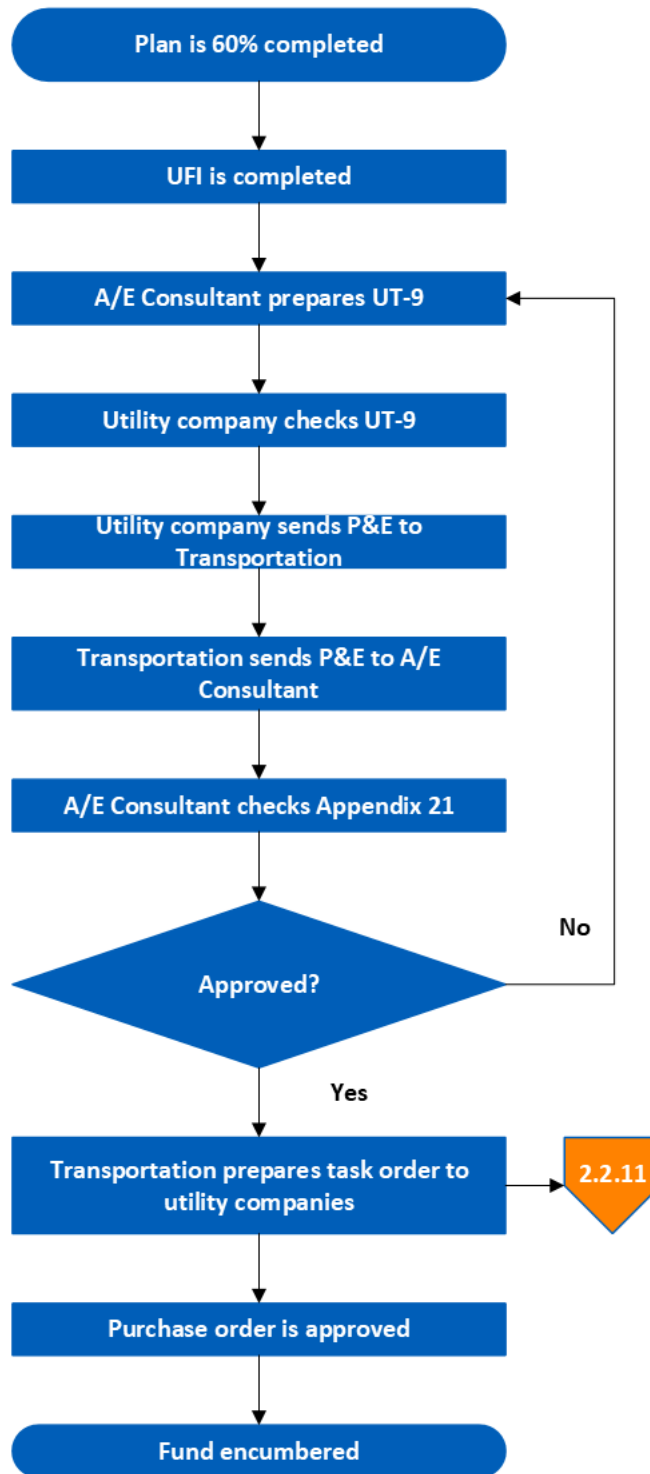 Plan is 60% completed
UFI is completed
A/E Consultant prepares UT-9
Utility company checks UT-9
Utility company sends P&E to
Transportation
Transportation sends P&E to A/E
Consultant
A/E Consultant checks Appendix 21
No
Approved?
Yes
Transportation prepares task order to
utility companies
2.2.11
Purchase order is approved
Fund encumbered